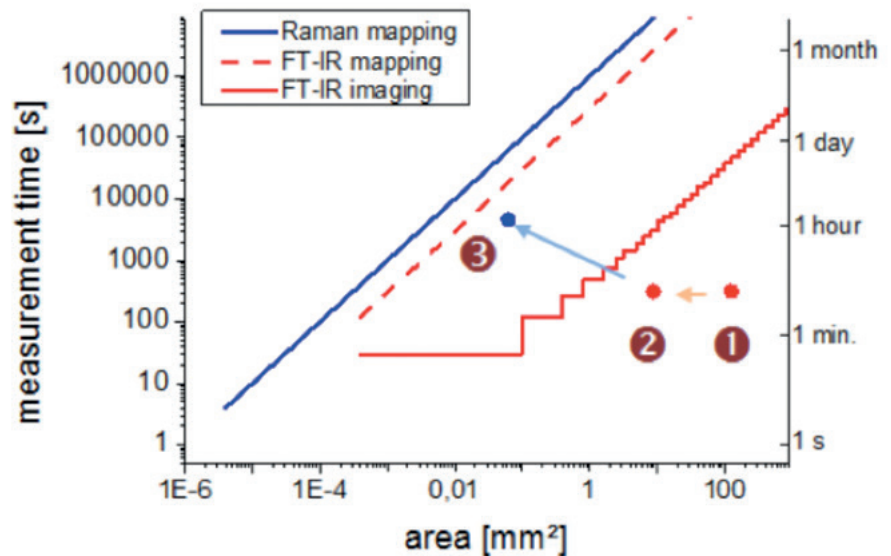 Raman mapping
FT-IR mapping
FT-IR imaging
measurement time [s]
1000000
100000
10000
1000
100
10
1
1 month
1 day
1 hour
1 min.
1 s
3
2
1
1E-6
1E-4
0,01
1
100
area [mm²]